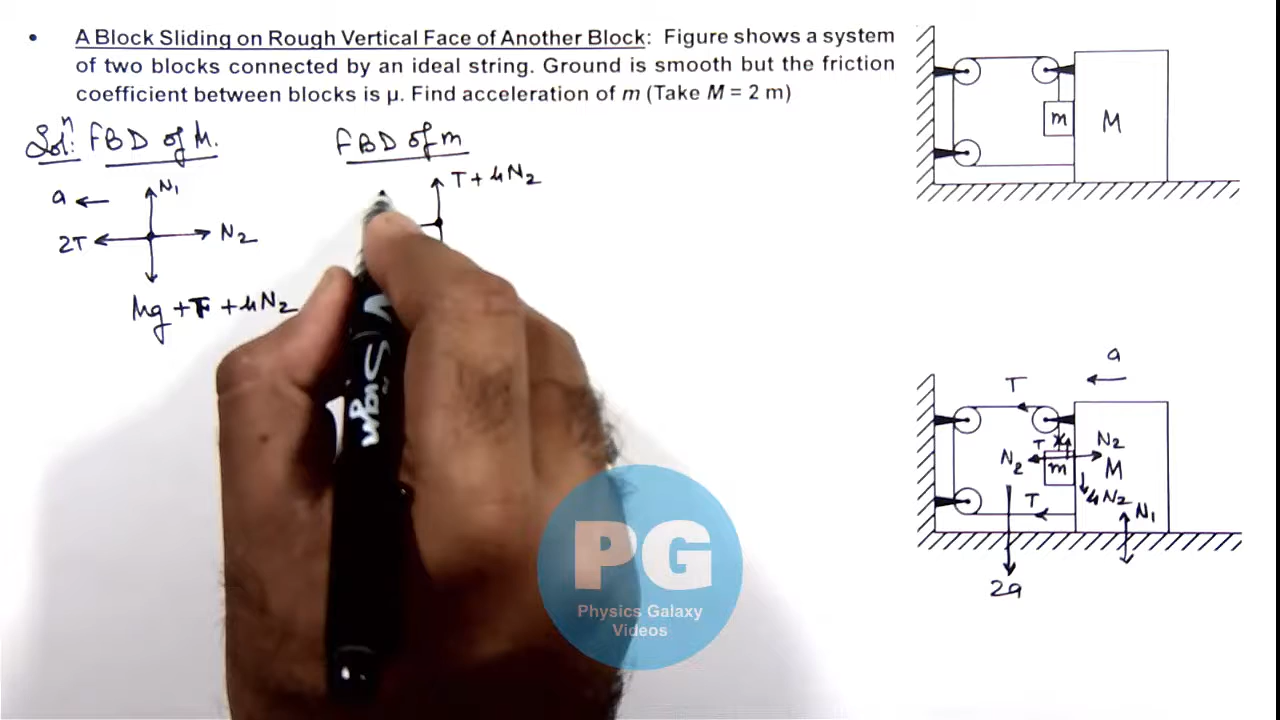 • A Block Sliding on Rough Vertical Face of Another Block: Figure shows a system
of two blocks connected by an ideal string. Ground is smooth but the friction
coefficient between blocks is μ. Find acceleration of m (Take M = 2 m)
Solⁿ: FBD of M.
FBD of m
a
N₁
2T
N₂
Mg + T + μN₂
T + μN₂
m
M
a
T
T
N₂
N₂
m
M
μN₂
T
N₁
2a
(Sign
PG
Physics Galaxy
Videos